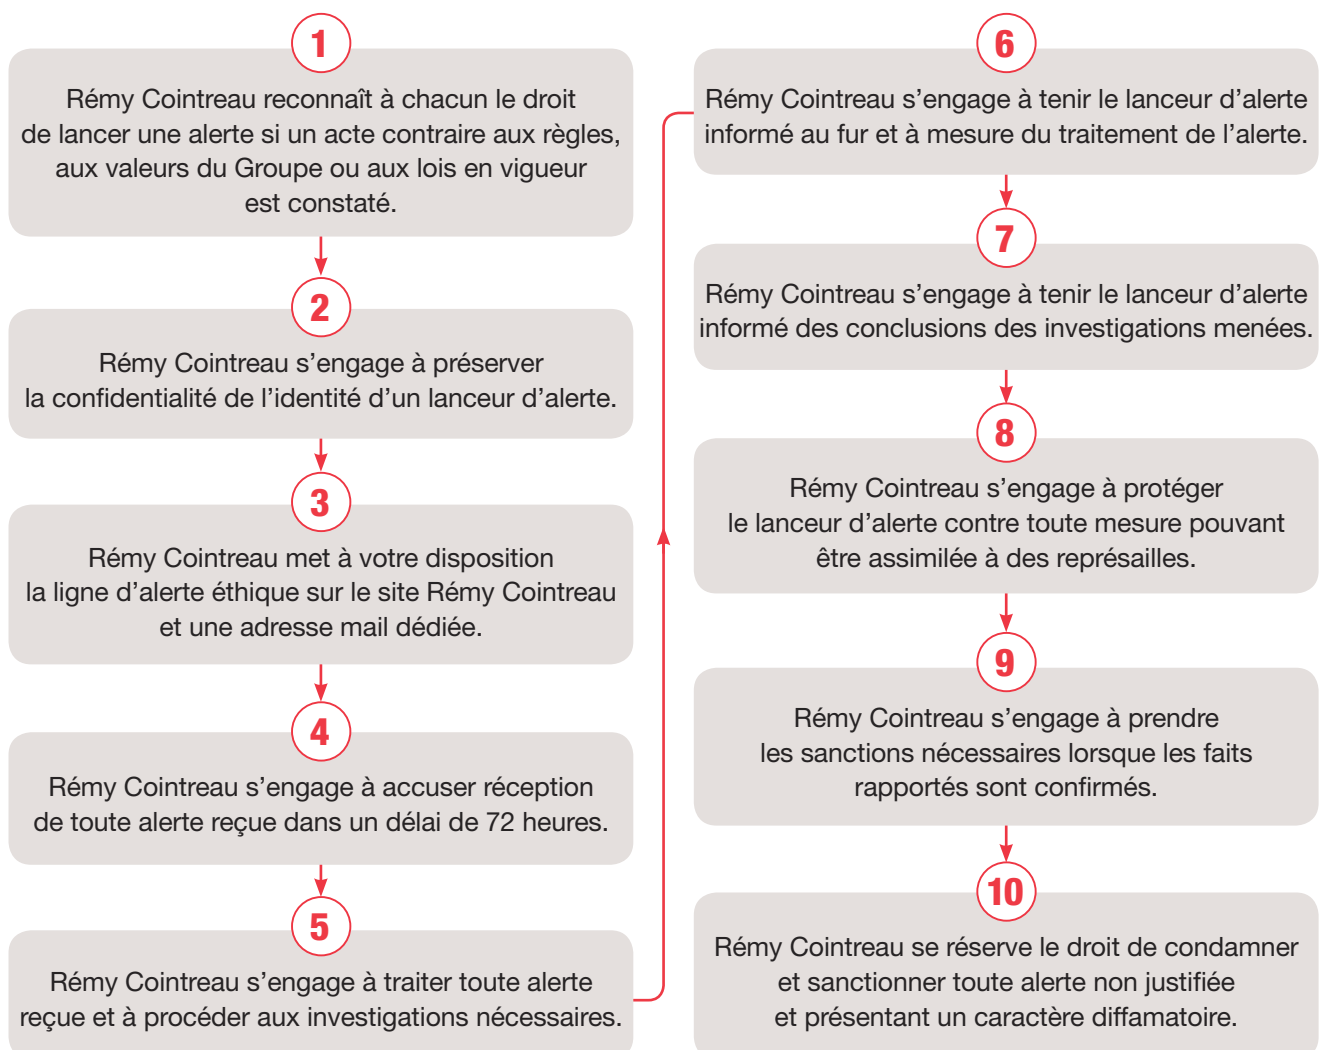 1
Rémy Cointreau reconnaît à chacun le droit
de lancer une alerte si un acte contraire aux règles,
aux valeurs du Groupe ou aux lois en vigueur
est constaté.
2
Rémy Cointreau s’engage à préserver
la confidentialité de l’identité d’un lanceur d’alerte.
3
Rémy Cointreau met à votre disposition
la ligne d’alerte éthique sur le site Rémy Cointreau
et une adresse mail dédiée.
4
Rémy Cointreau s’engage à accuser réception
de toute alerte reçue dans un délai de 72 heures.
5
Rémy Cointreau s’engage à traiter toute alerte
reçue et à procéder aux investigations nécessaires.
6
Rémy Cointreau s’engage à tenir le lanceur d’alerte
informé au fur et à mesure du traitement de l’alerte.
7
Rémy Cointreau s’engage à tenir le lanceur d’alerte
informé des conclusions des investigations menées.
8
Rémy Cointreau s’engage à protéger
le lanceur d’alerte contre toute mesure pouvant
être assimilée à des représailles.
9
Rémy Cointreau s’engage à prendre
les sanctions nécessaires lorsque les faits
rapportés sont confirmés.
10
Rémy Cointreau se réserve le droit de condamner
et sanctionner toute alerte non justifiée
et présentant un caractère diffamatoire.